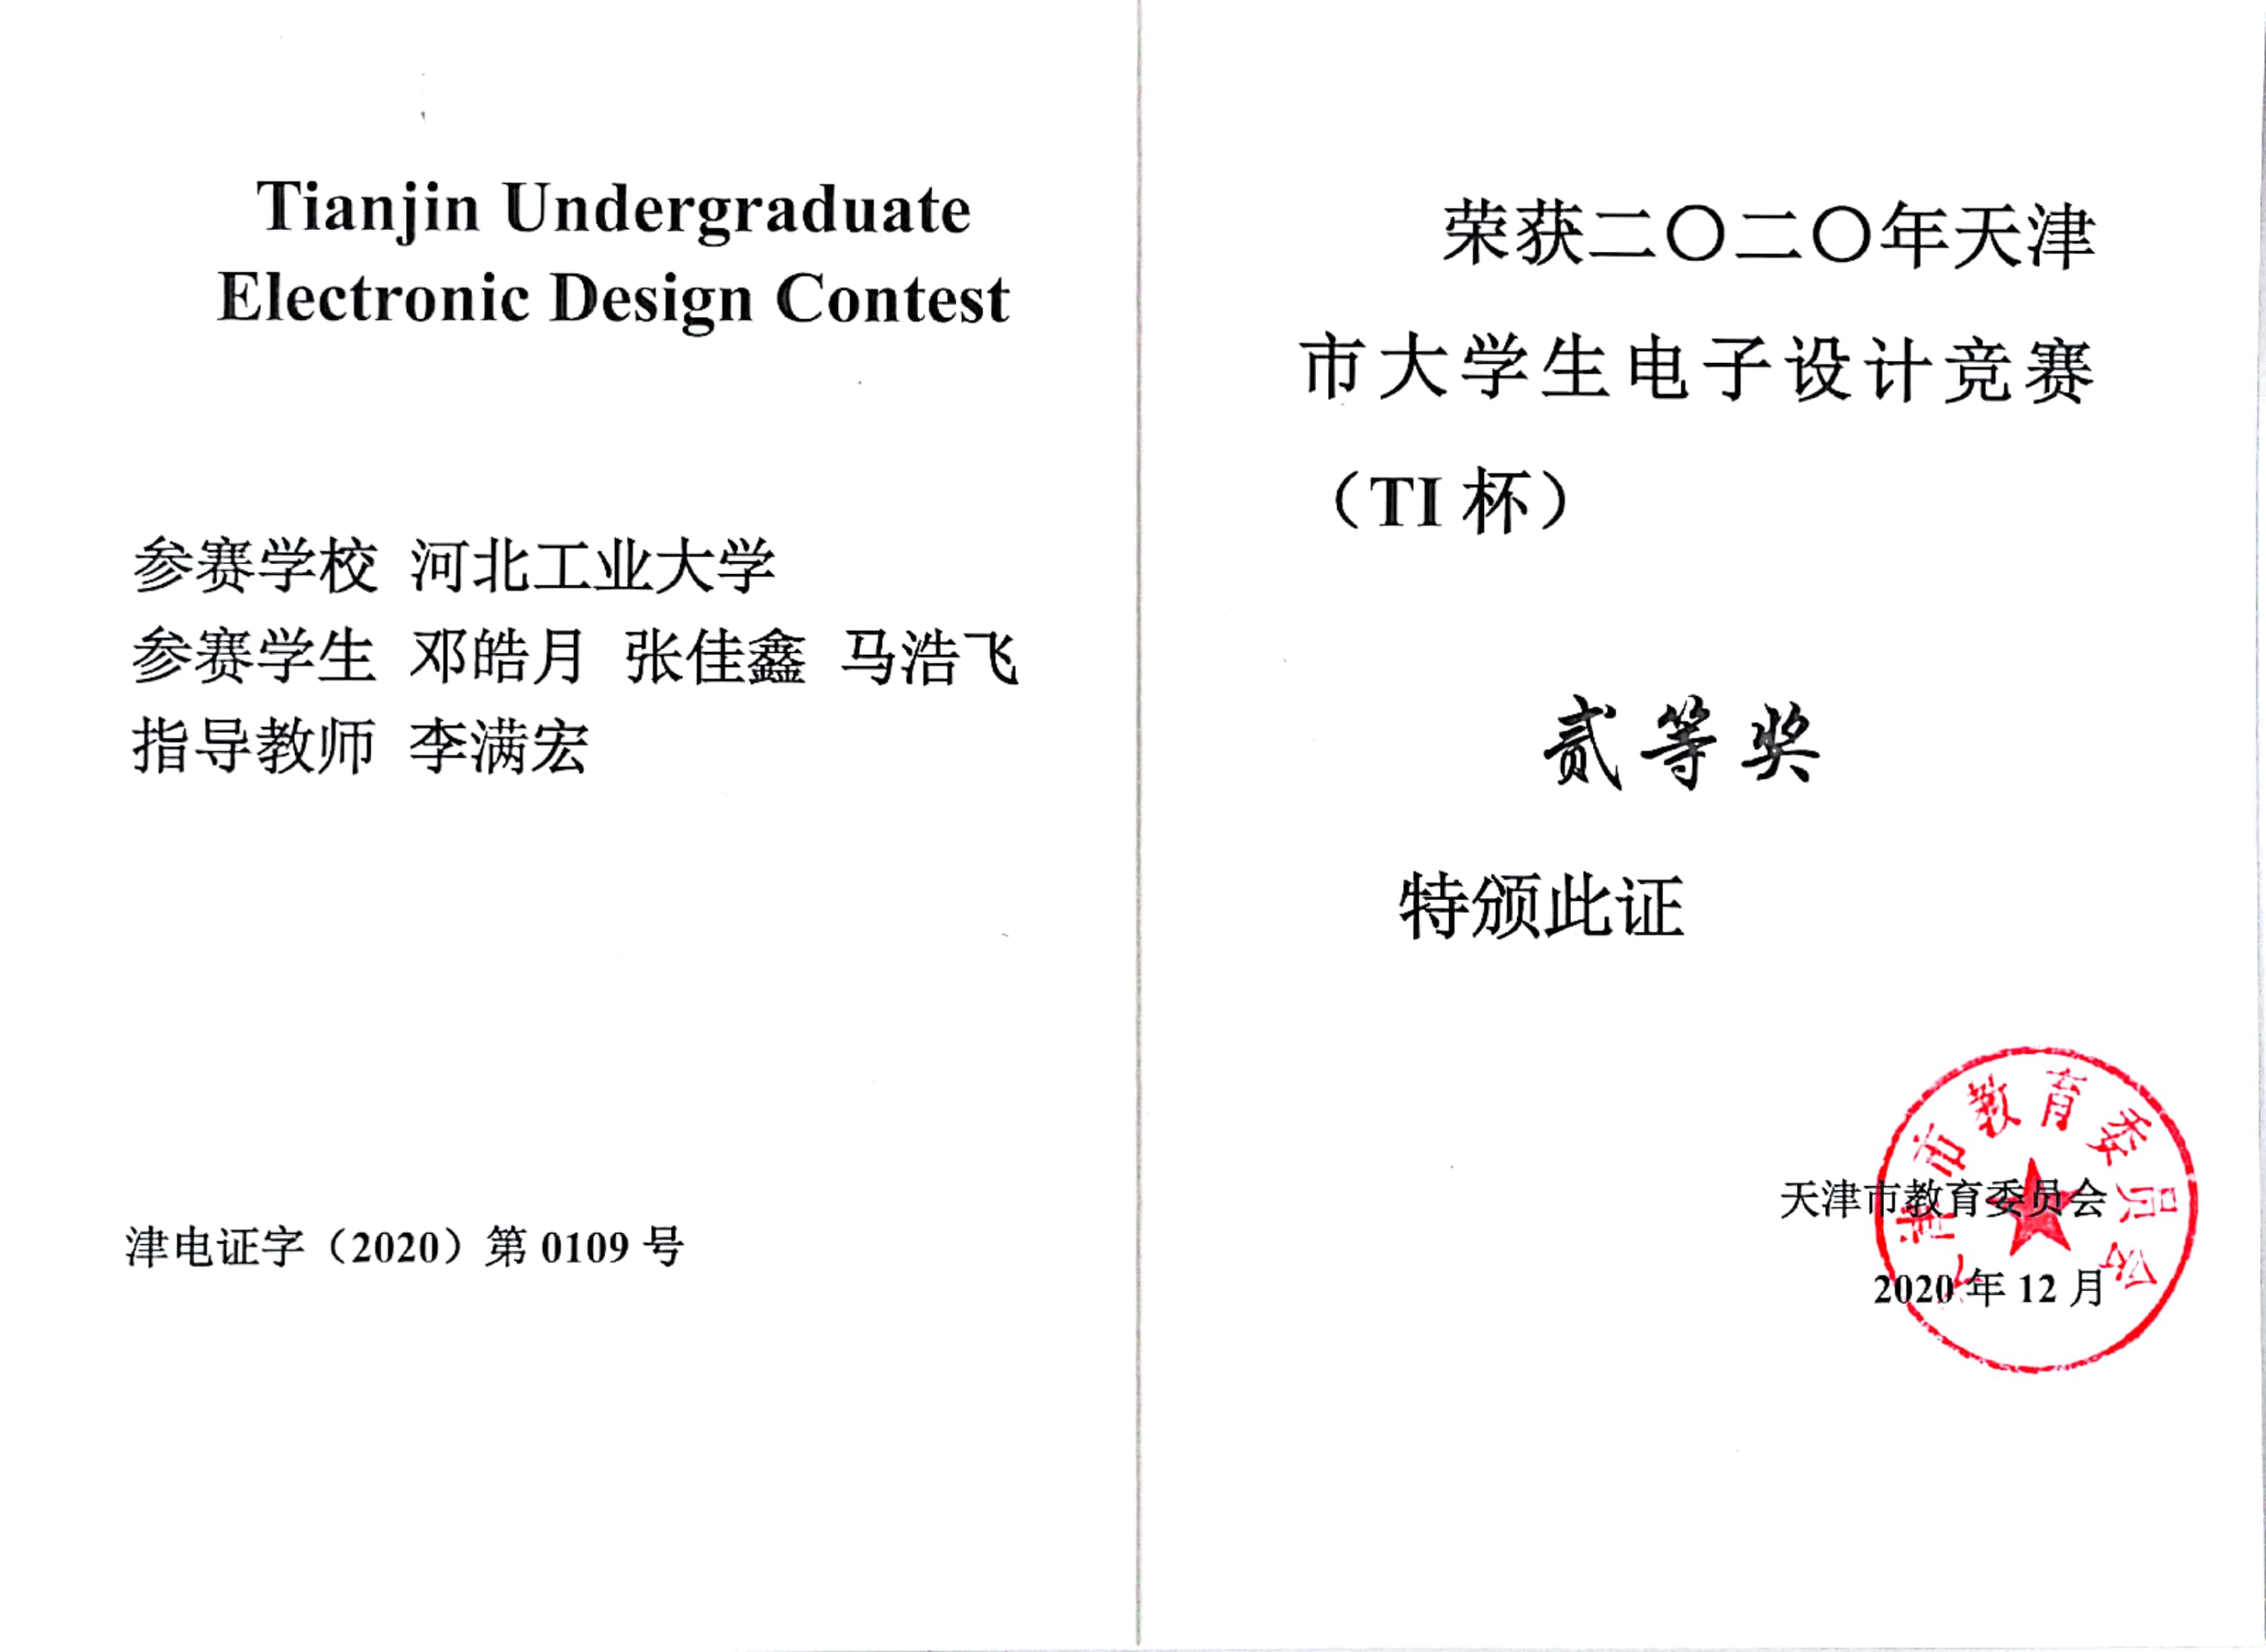 Tianjin Undergraduate
Electronic Design Contest
参赛学校 河北工业大学
参赛学生 邓皓月 张佳鑫 马浩飞
指导教师 李满宏
津电证字（2020）第 0109 号
荣获二〇二〇年天津
市大学生电子设计竞赛
（TI 杯）
贰等奖
特颁此证
天津市教育委员会
天津市教育委员会
2020 年 12 月